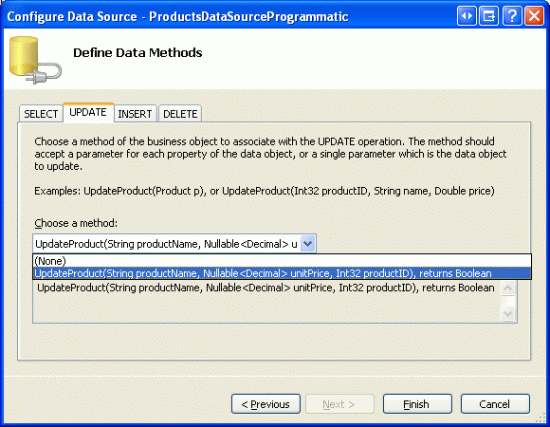 Configure Data Source - ProductsDataSourceProgrammatic
Define Data Methods
SELECT UPDATE INSERT DELETE
Choose a method of the business object to associate with the UPDATE operation. The method should
accept a parameter for each property of the data object, or a single parameter which is the data object
to update.
Examples: UpdateProduct(Product p), or UpdateProduct(Int32 productID, String name, Double price)
Choose a method:
UpdateProduct(String productName, Nullable<Decimal> u
(None)
UpdateProduct(String productName, Nullable<Decimal> unitPrice, Int32 productID), returns Boolean
UpdateProduct(String productName, Nullable<Decimal> unitPrice, Int32 productID), returns Boolean
< Previous Next > Finish Cancel